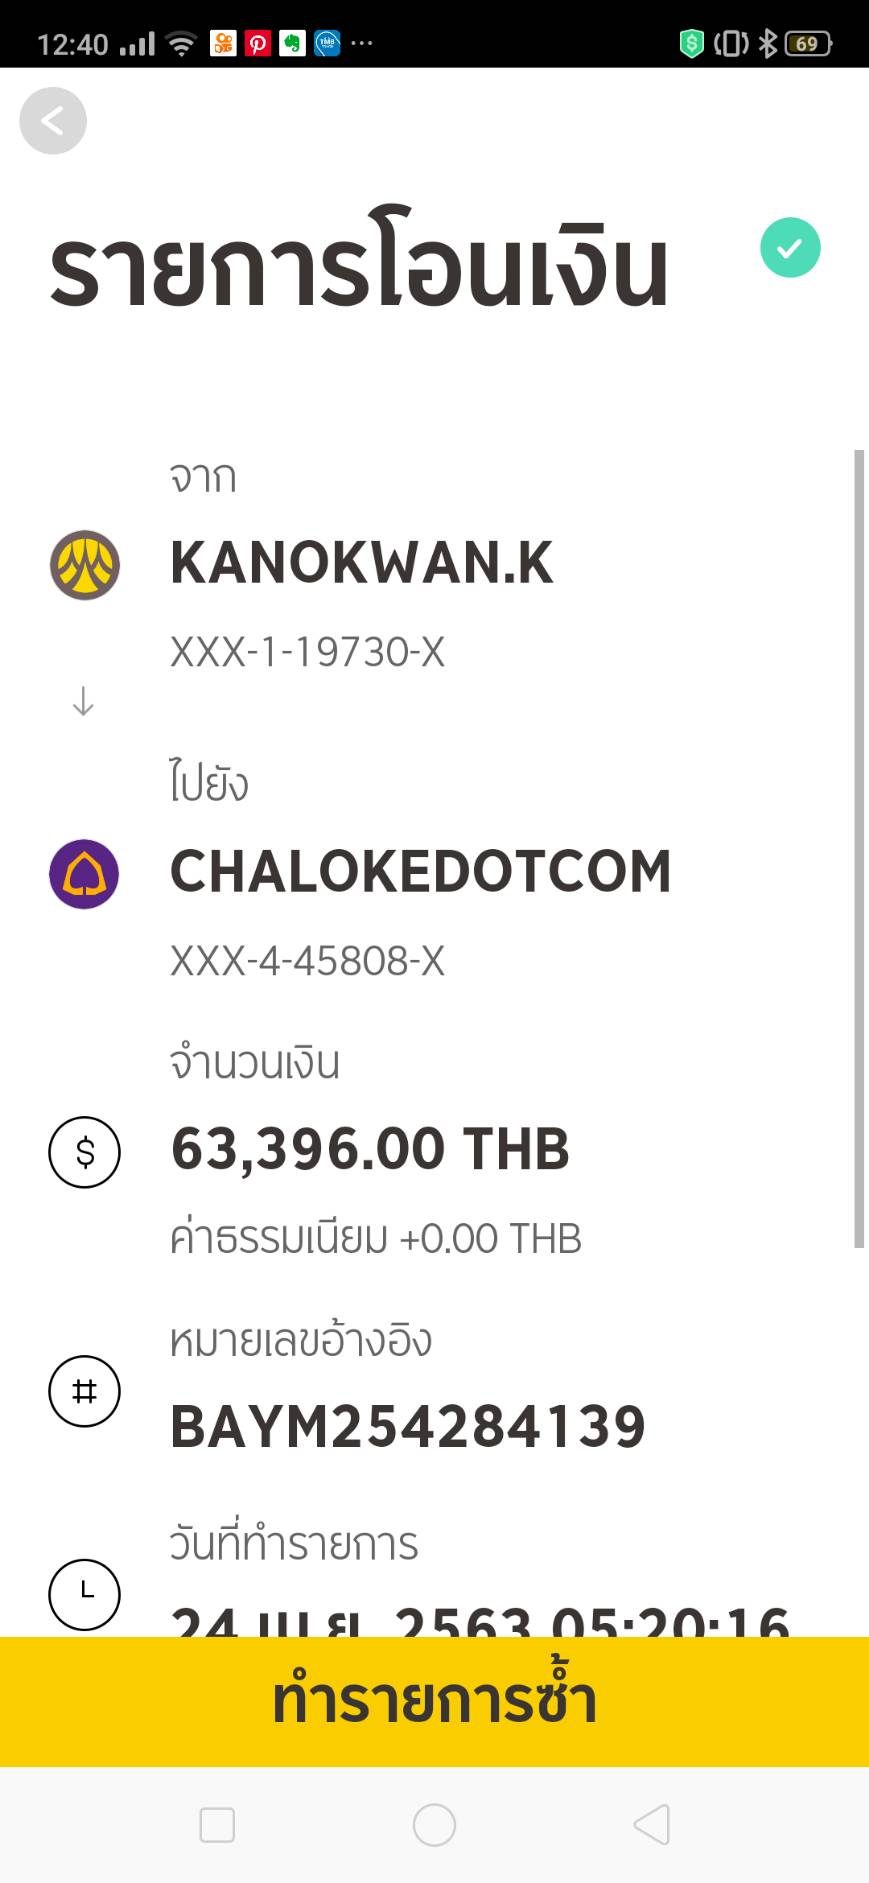 12:40
69
รายการโอนเงิน
จาก
KANOKWAN.K
XXX-1-19730-X
ไปยัง
CHALOKEDOTCOM
XXX-4-45808-X
จำนวนเงิน
63,396.00 THB
ค่าธรรมเนียม +0.00 THB
หมายเลขอ้างอิง
BAYM254284139
วันที่ทำรายการ
24 เม.ย. 2563 05:20:16
ทำรายการซ้ำ